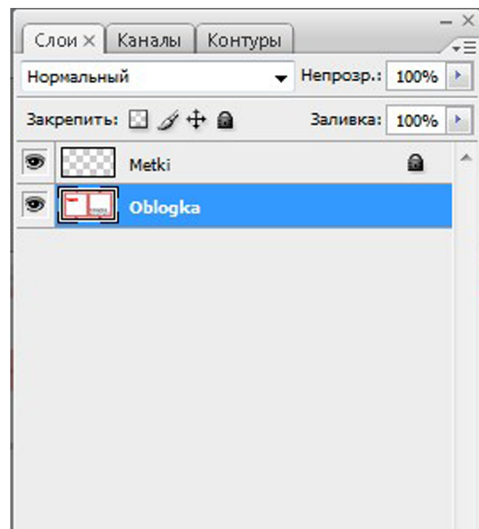 Слои × Каналы Контуры
Нормальный Непрозр.: 100%
Закрепить: Заливка: 100%
Metki
Oblogka